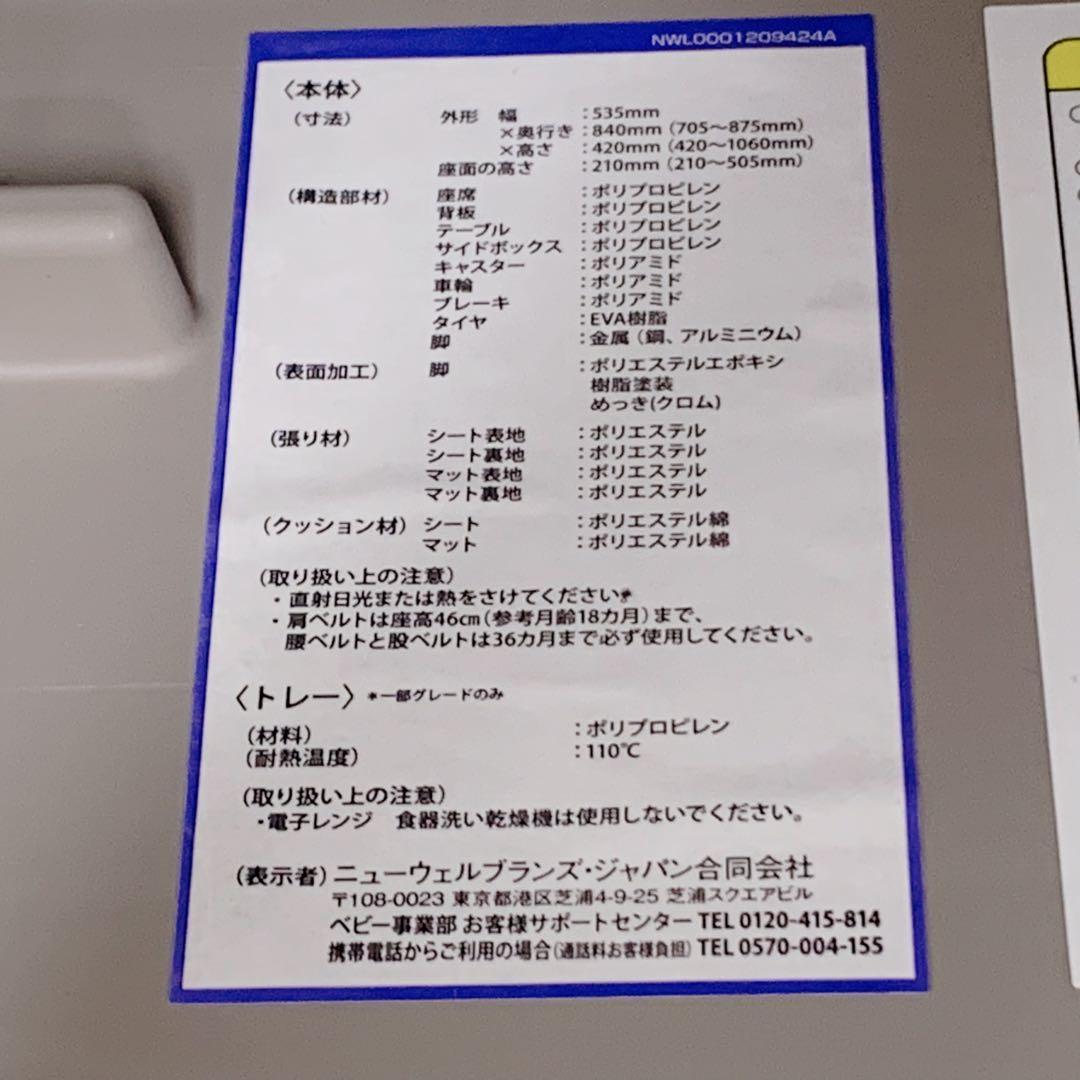 NWL0001209424A
〈本体〉
(寸法) 外形 幅 :535mm
×奥行き :840mm (705〜875mm)
×高さ :420mm (420〜1060mm)
座面の高さ :210mm (210〜505mm)
(構造部材) 座席 :ポリプロピレン
背板 :ポリプロピレン
テーブル :ポリプロピレン
サイドボックス :ポリプロピレン
キャスター :ポリアミド
車輪 :ポリアミド
ブレーキ :ポリアミド
タイヤ :EVA樹脂
脚 :金属 (鋼、アルミニウム)
(表面加工) 脚 :ポリエステルエポキシ
樹脂塗装
めっき(クロム)
(張り材) シート表地 :ポリエステル
シート裏地 :ポリエステル
マット表地 :ポリエステル
マット裏地 :ポリエステル
(クッション材) シート :ポリエステル綿
マット :ポリエステル綿
(取り扱い上の注意)
・直射日光または熱をさけてください。
・肩ベルトは座高46cm(参考月齢18カ月)まで、
腰ベルトと股ベルトは36カ月まで必ず使用してください。
〈トレー〉 *一部グレードのみ
(材料) :ポリプロピレン
(耐熱温度) :110℃
(取り扱い上の注意)
・電子レンジ 食器洗い乾燥機は使用しないでください。
(表示者) ニューウェルブランズ・ジャパン合同会社
〒108-0023 東京都港区芝浦4-9-25 芝浦スクエアビル
ベビー事業部 お客様サポートセンター TEL 0120-415-814
携帯電話からご利用の場合(通話料お客様負担) TEL 0570-004-155